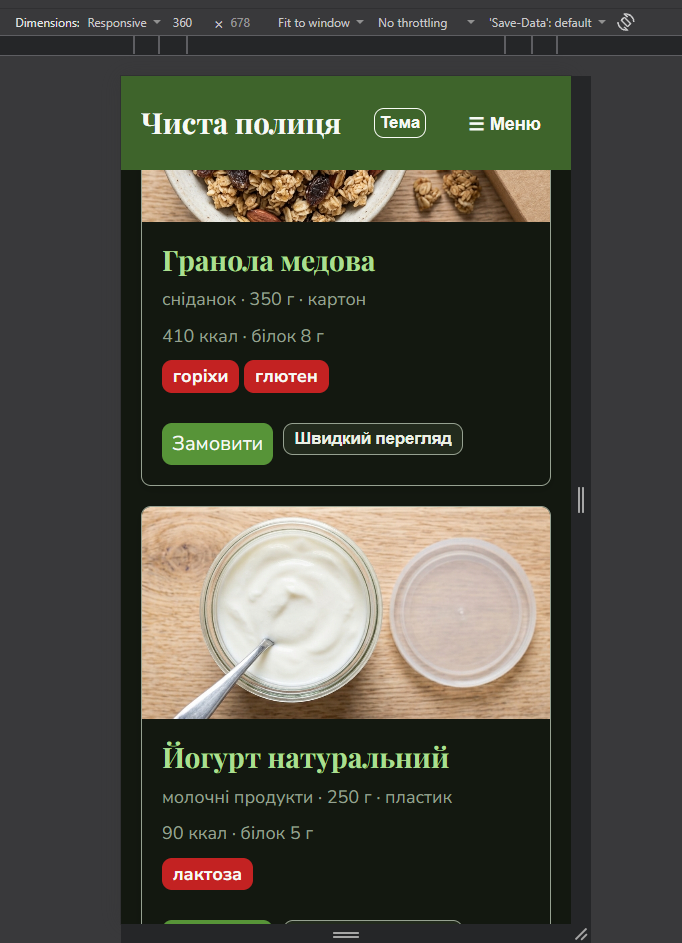 Dimensions: Responsive 360 × 678 Fit to window No throttling 'Save-Data': default
Чиста полиця Тема ☰ Меню
Гранола медова
сніданок · 350 г · картон
410 ккал · білок 8 г
горіхи глютен
Замовити Швидкий перегляд
Йогурт натуральний
молочні продукти · 250 г · пластик
90 ккал · білок 5 г
лактоза